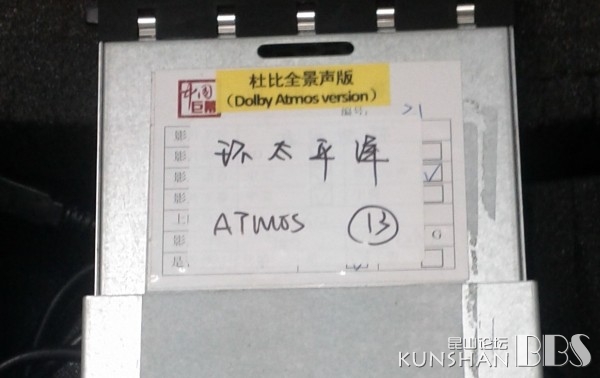 中国
巨幕
杜比全景声版
(Dolby Atmos version)
编号: 21
影
环太平洋
影
影
影
上
ATMOS ⑬
影
G
是
昆山论坛
KUNSHAN BBS